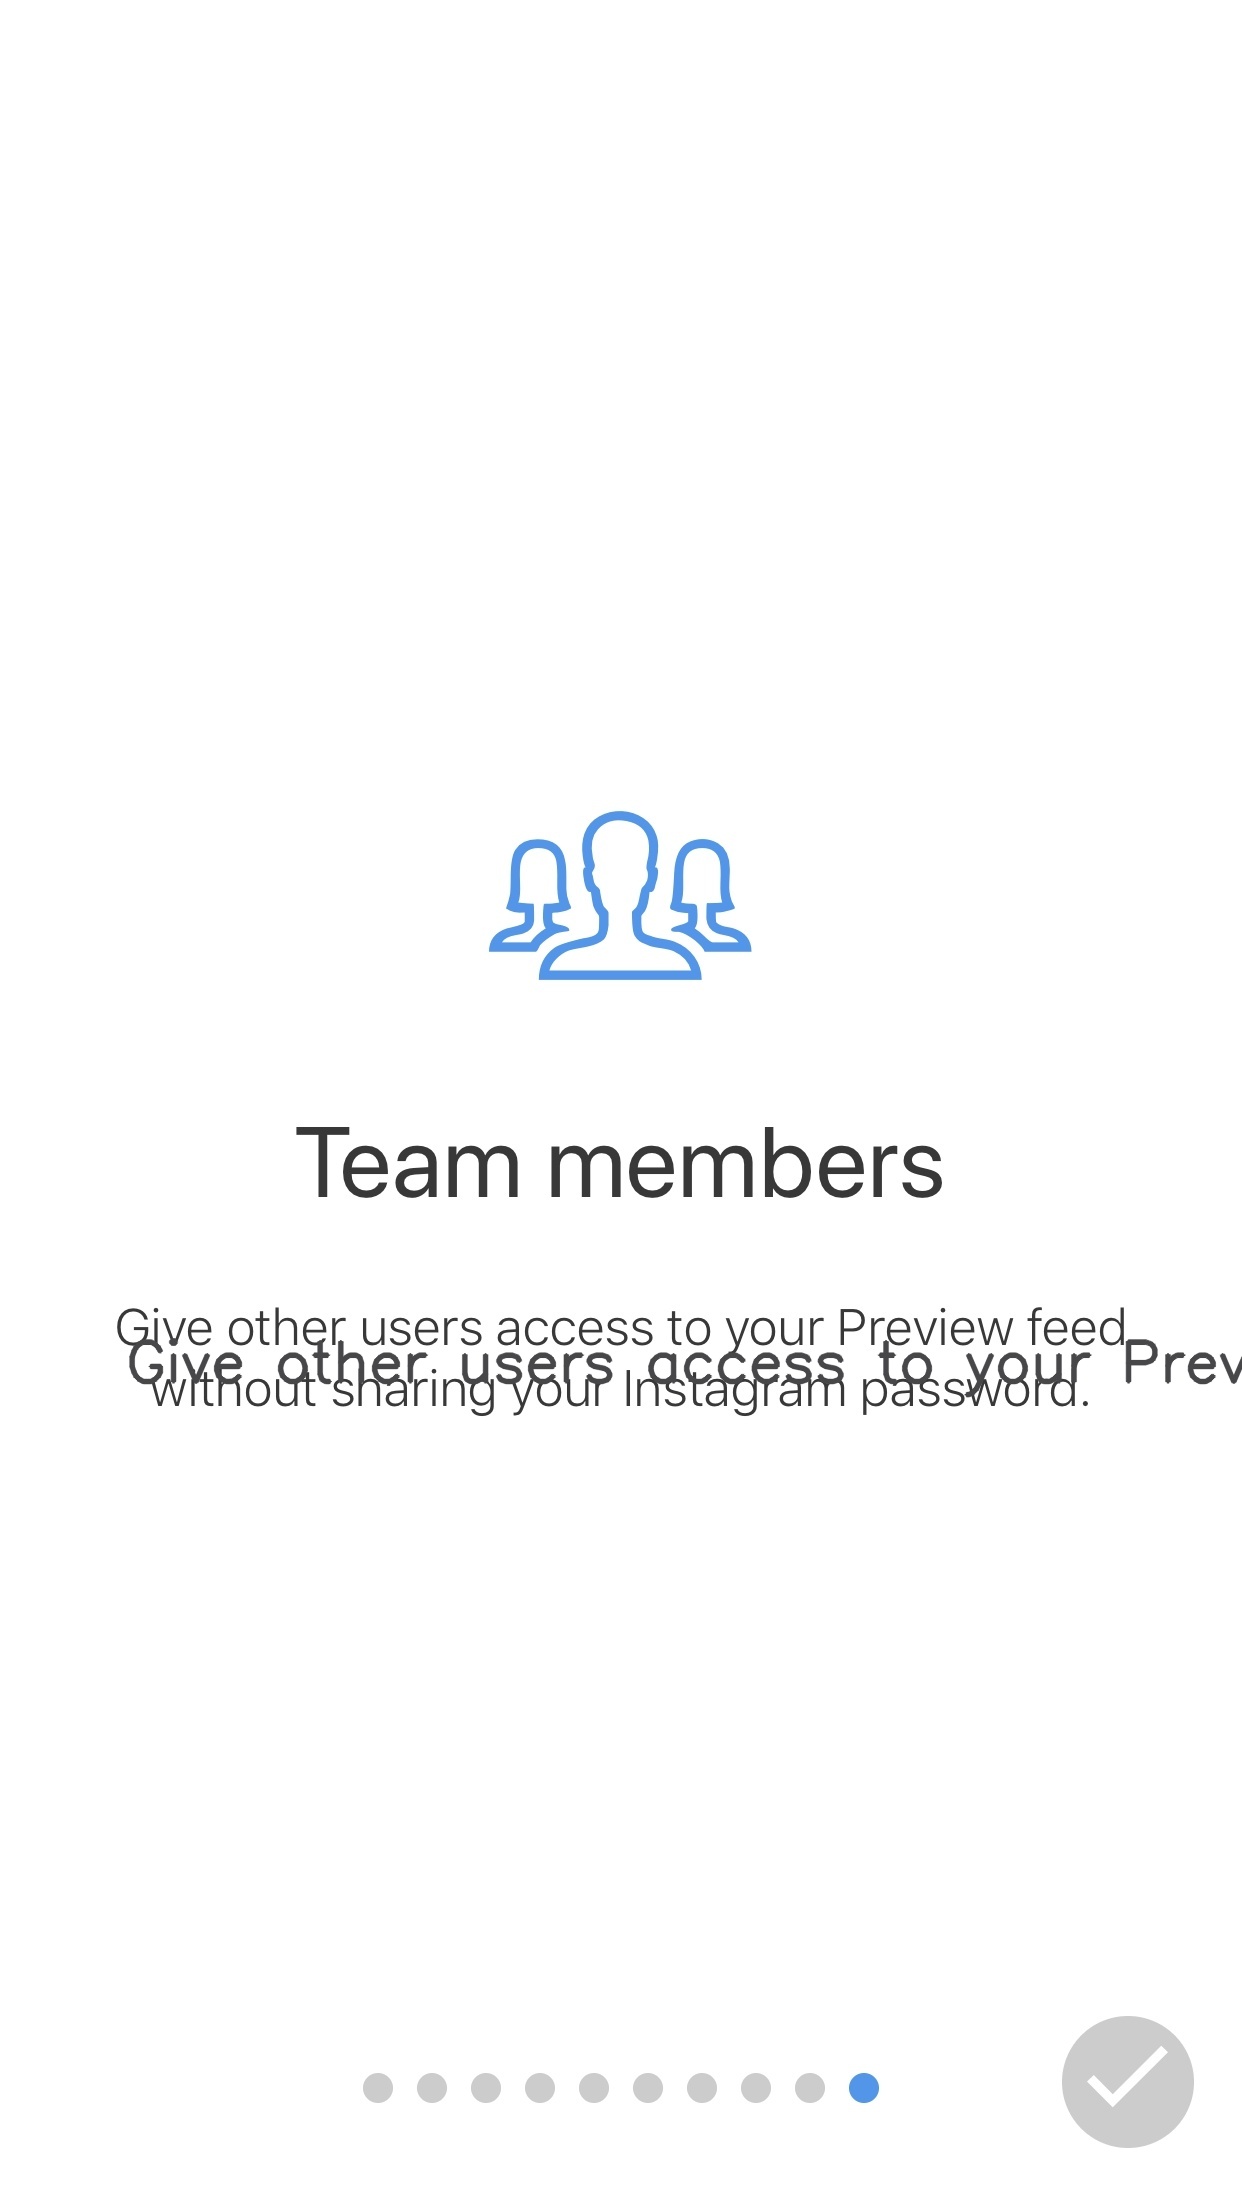 Team members
Give other users access to your Preview feed
Give other users access to your Prev
without sharing your Instagram password.